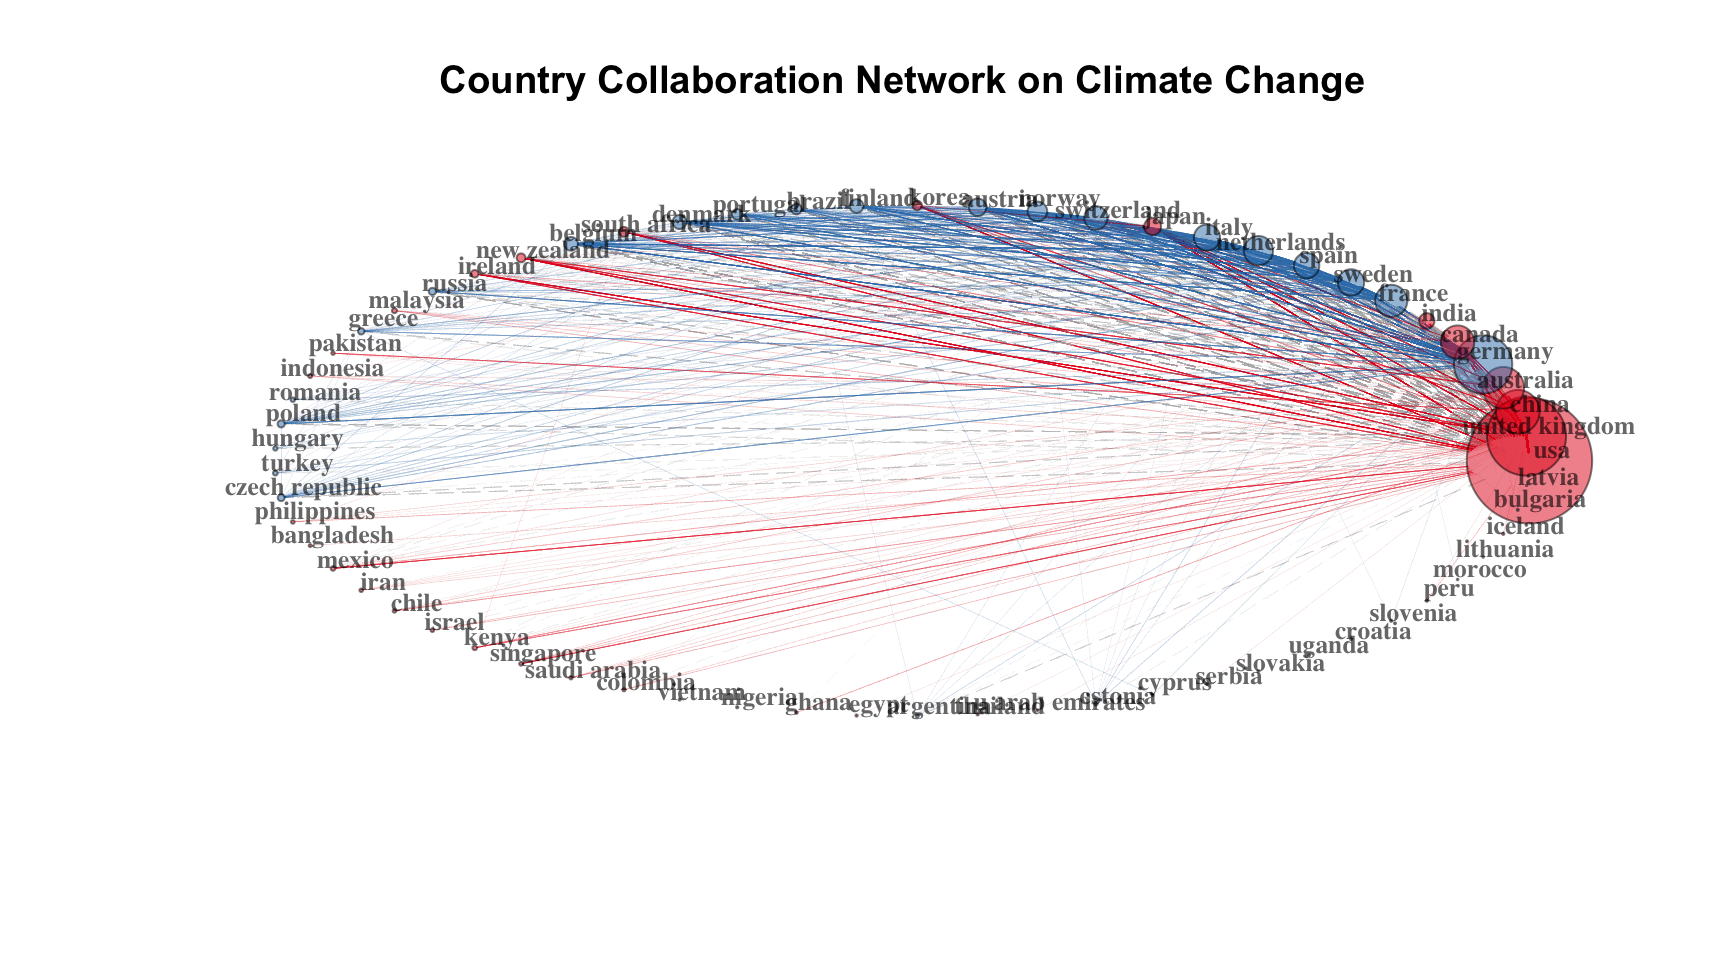 Country Collaboration Network on Climate Change
portugal
brazil
finland
korea
austria
norway
denmark
switzerland
japan
south africa
italy
belgium
netherlands
new zealand
spain
ireland
sweden
russia
france
malaysia
india
greece
canada
pakistan
germany
indonesia
australia
romania
china
poland
united kingdom
hungary
usa
turkey
latvia
czech republic
bulgaria
philippines
iceland
bangladesh
lithuania
mexico
morocco
iran
peru
chile
slovenia
israel
croatia
kenya
uganda
singapore
slovakia
saudi arabia
serbia
colombia
cyprus
vietnam
estonia
nigeria
ghana
egypt
argentina
thailand
arab emirates